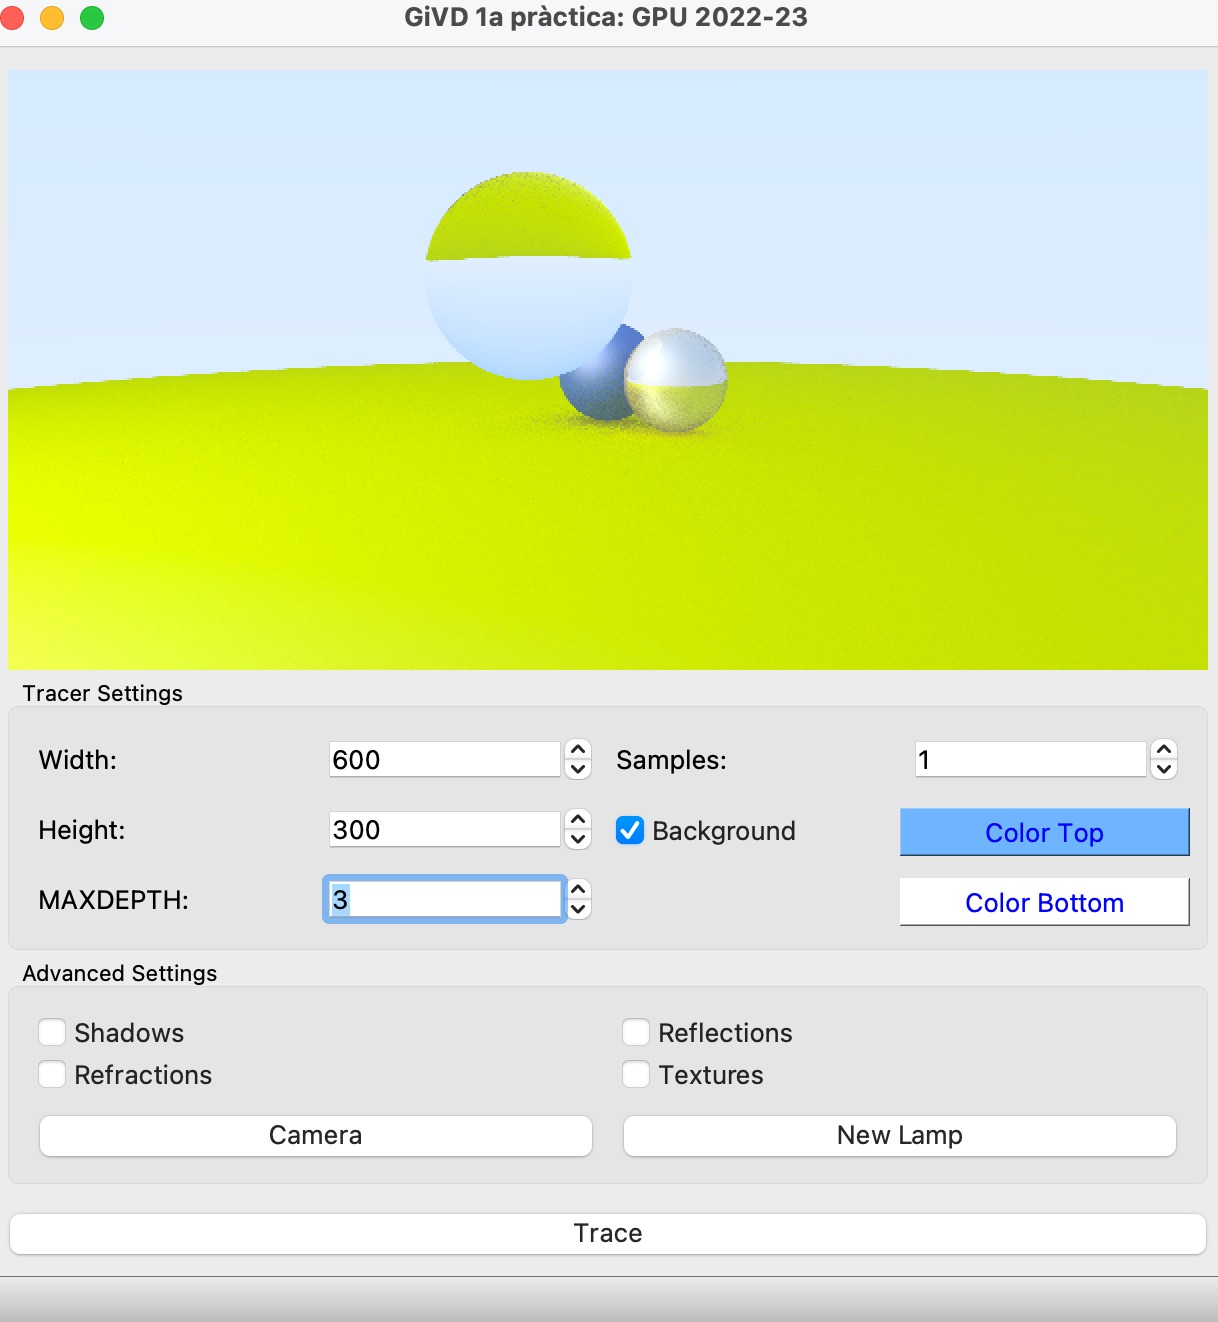 GiVD 1a pràctica: GPU 2022-23
Tracer Settings
Width: 600 Samples: 1
Height: 300 Background Color Top
MAXDEPTH: 3 Color Bottom
Advanced Settings
Shadows Reflections
Refractions Textures
Camera New Lamp
Trace